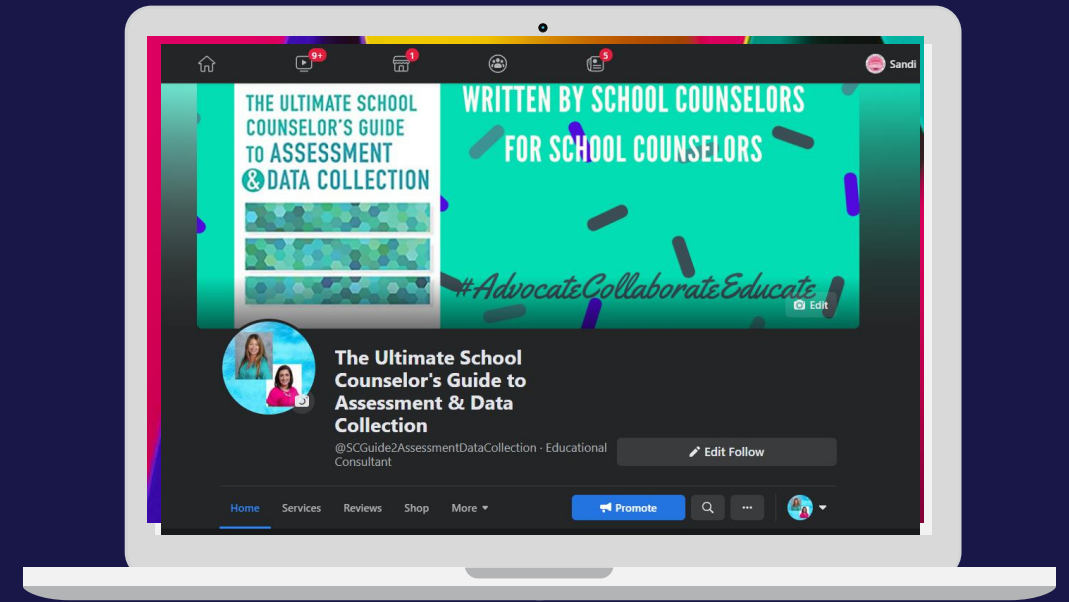 9+
1
5
Sandi
THE ULTIMATE SCHOOL
COUNSELOR'S GUIDE
TO ASSESSMENT
& DATA COLLECTION
WRITTEN BY SCHOOL COUNSELORS
FOR SCHOOL COUNSELORS
#AdvocateCollaborateEducate
Edit
The Ultimate School
Counselor's Guide to
Assessment & Data
Collection
@SCGuide2AssessmentDataCollection · Educational
Consultant
Edit Follow
Home Services Reviews Shop More
Promote